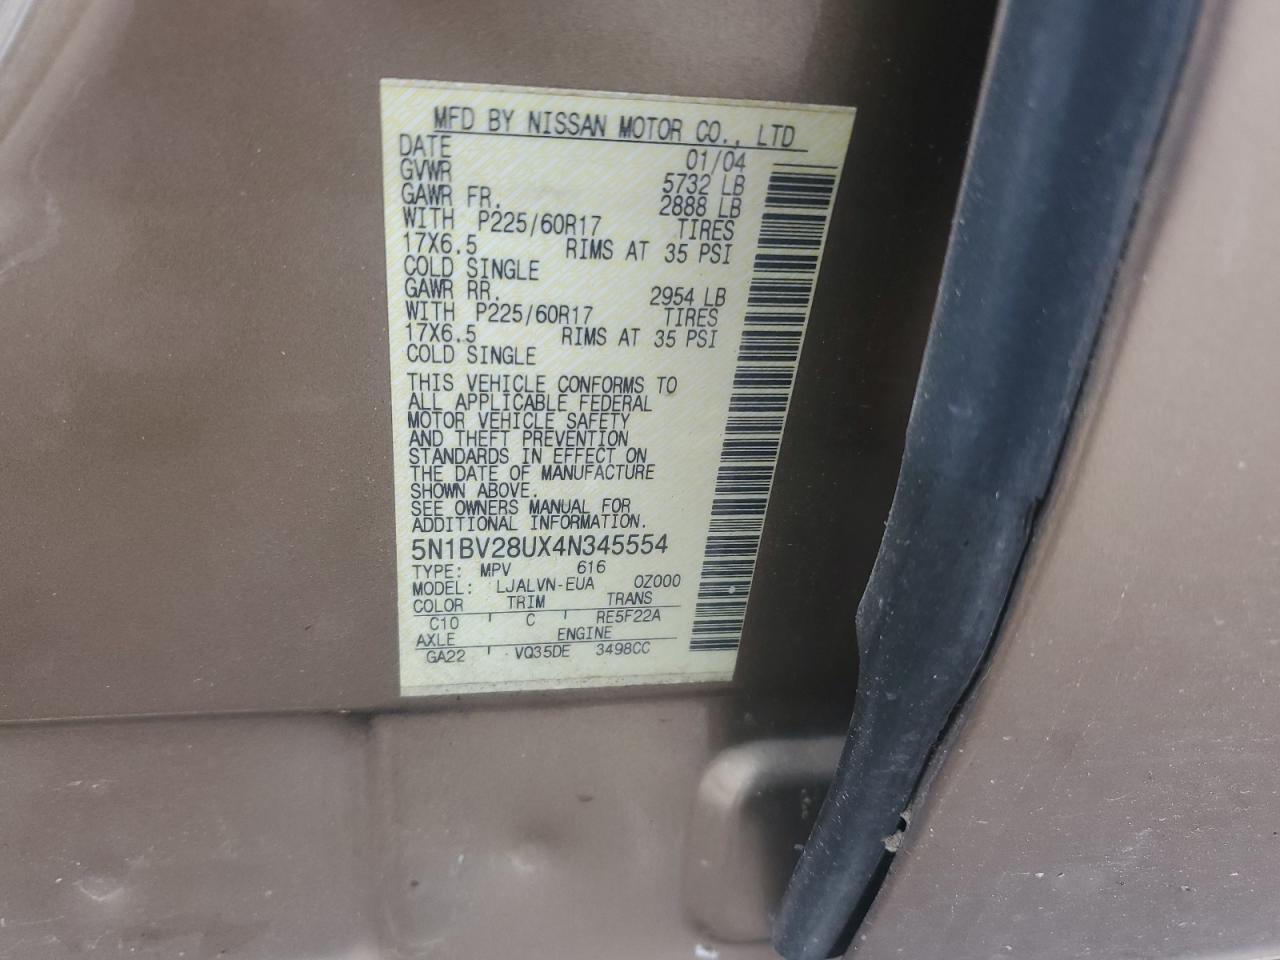 MFD BY NISSAN MOTOR CO., LTD
DATE 01/04
GVWR 5732 LB
GAWR FR. 2888 LB
WITH P225/60R17 TIRES
17X6.5 RIMS AT 35 PSI
COLD SINGLE
GAWR RR. 2954 LB
WITH P225/60R17 TIRES
17X6.5 RIMS AT 35 PSI
COLD SINGLE
THIS VEHICLE CONFORMS TO
ALL APPLICABLE FEDERAL
MOTOR VEHICLE SAFETY
AND THEFT PREVENTION
STANDARDS IN EFFECT ON
THE DATE OF MANUFACTURE
SHOWN ABOVE.
SEE OWNERS MANUAL FOR
ADDITIONAL INFORMATION.
5N1BV28UX4N345554
TYPE: MPV 616
MODEL: LJALVN-EUA 0Z000
COLOR TRIM TRANS
C10 C RE5F22A
AXLE ENGINE
GA22 VQ35DE 3498CC